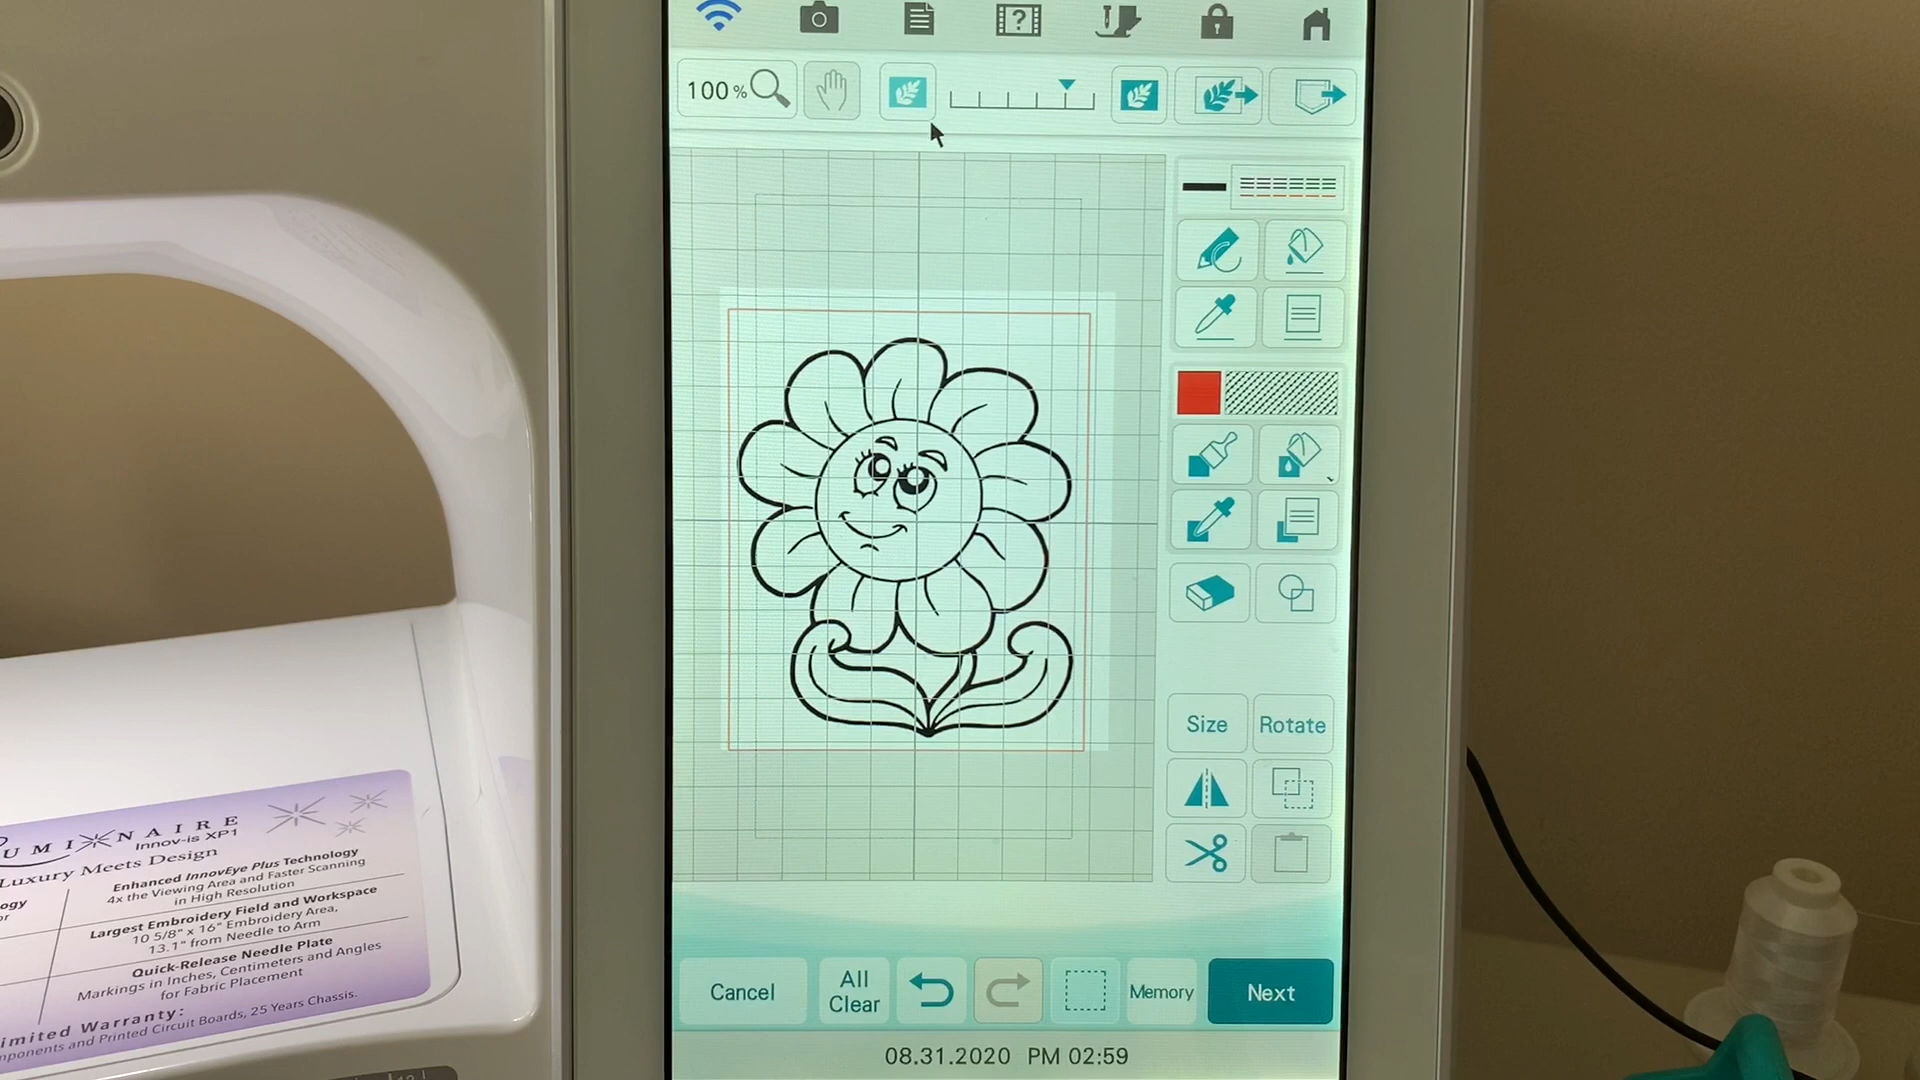 100%
Size
Rotate
Cancel
All
Clear
Memory
Next
08.31.2020 PM 02:59
UMINAIRE
Innov-is XP1
Luxury Meets Design
Enhanced InnovEye Plus Technology
4x the Viewing Area and Faster Scanning
in High Resolution
Largest Embroidery Field and Workspace
10 5/8" x 16" Embroidery Area,
13.1" from Needle to Arm
Quick-Release Needle Plate
Markings in Inches, Centimeters and Angles
for Fabric Placement
imited Warranty:
mponents and Printed Circuit Boards, 25 Years Chassis.